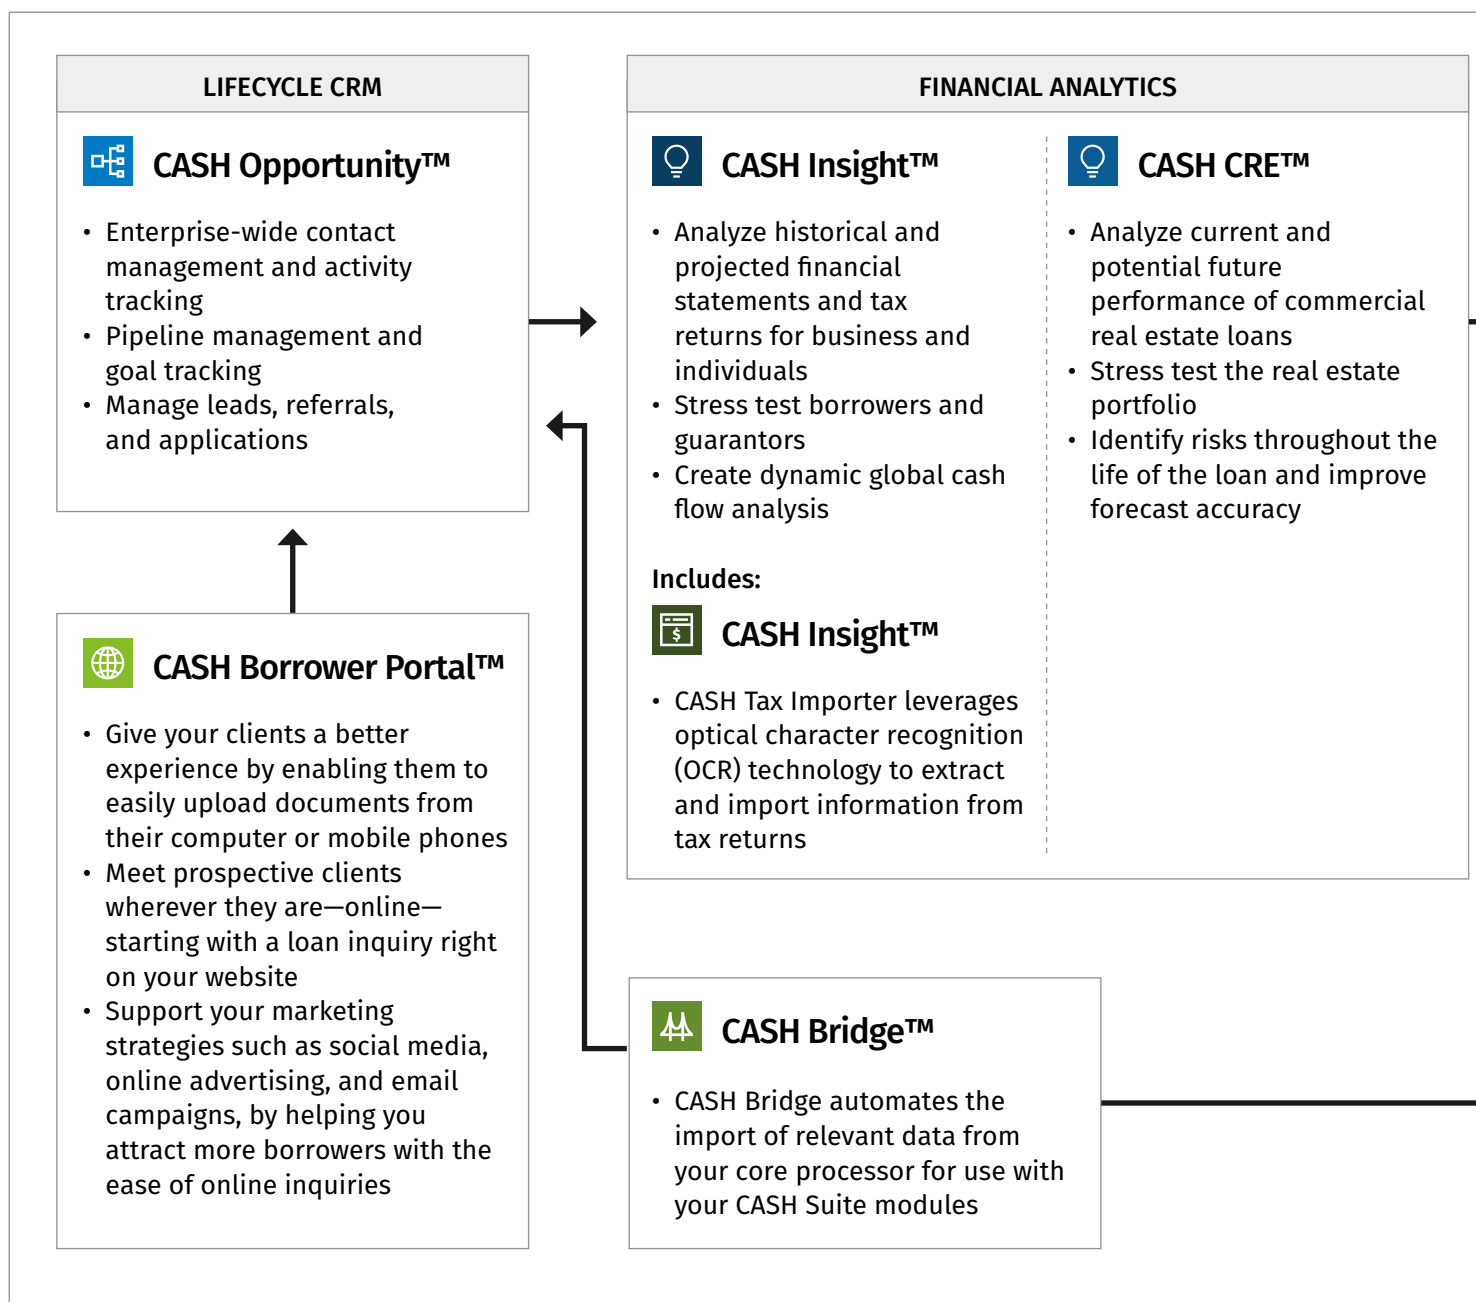 LIFECYCLE CRM
CASH Opportunity™
• Enterprise-wide contact
management and activity
tracking
• Pipeline management and
goal tracking
• Manage leads, referrals,
and applications
CASH Borrower Portal™
• Give your clients a better
experience by enabling them to
easily upload documents from
their computer or mobile phones
• Meet prospective clients
wherever they are—online—
starting with a loan inquiry right
on your website
• Support your marketing
strategies such as social media,
online advertising, and email
campaigns, by helping you
attract more borrowers with the
ease of online inquiries
FINANCIAL ANALYTICS
CASH Insight™
• Analyze historical and
projected financial
statements and tax
returns for business and
individuals
• Stress test borrowers and
guarantors
• Create dynamic global cash
flow analysis
Includes:
$
CASH Insight™
• CASH Tax Importer leverages
optical character recognition
(OCR) technology to extract
and import information from
tax returns
CASH CRE™
• Analyze current and
potential future
performance of commercial
real estate loans
• Stress test the real estate
portfolio
• Identify risks throughout the
life of the loan and improve
forecast accuracy
CASH Bridge™
• CASH Bridge automates the
import of relevant data from
your core processor for use with
your CASH Suite modules